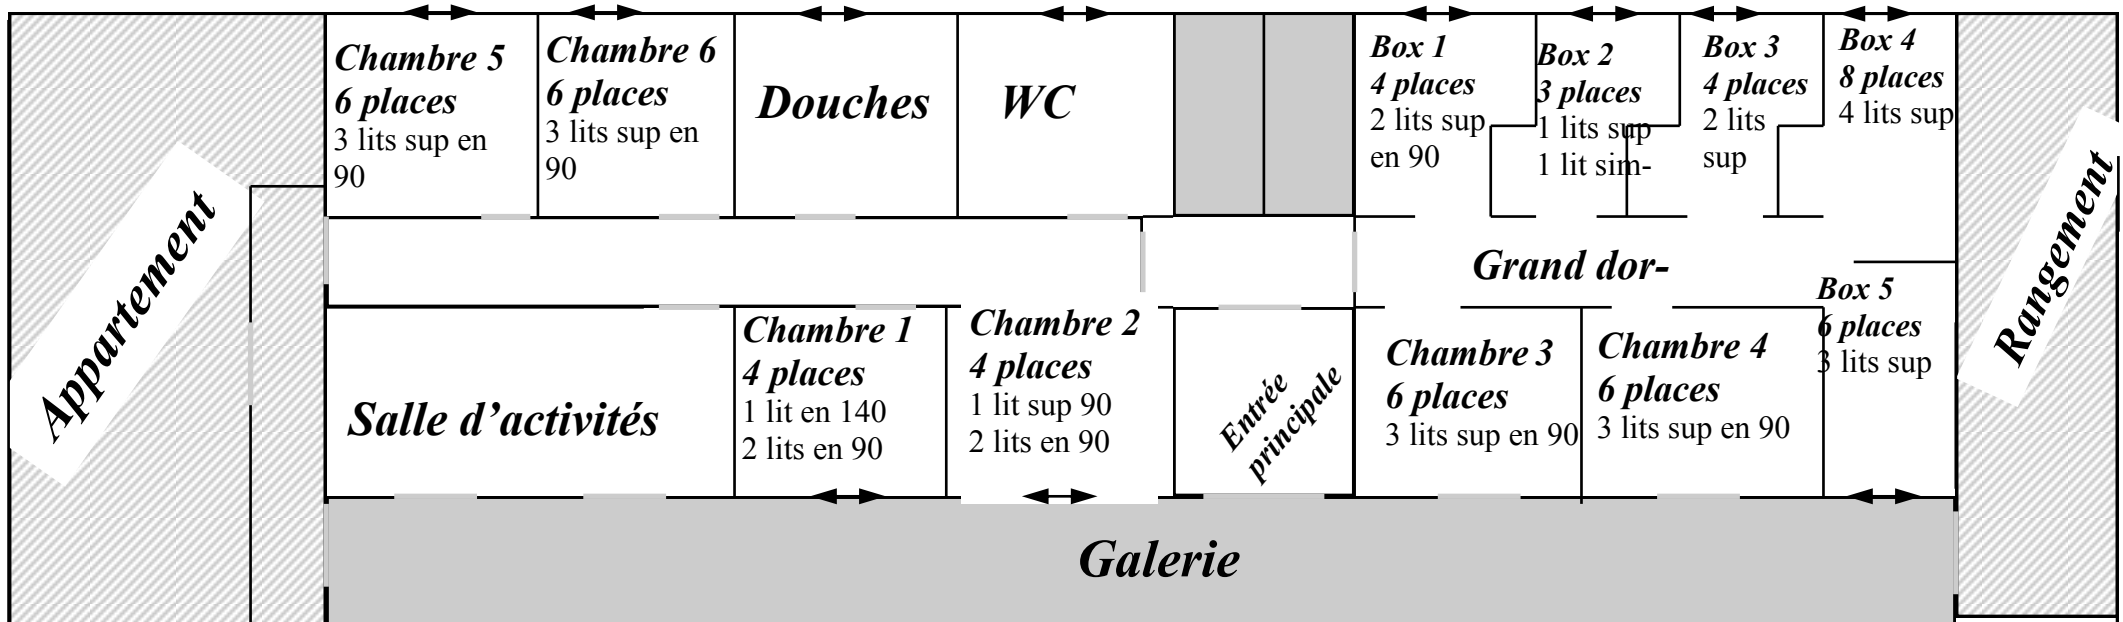 Chambre 5
6 places
3 lits sup en
90
Chambre 6
6 places
3 lits sup en
90
Douches
WC
Box 1
4 places
2 lits sup
en 90
Box 2
3 places
1 lits sup
1 lit sim-
Box 3
4 places
2 lits
sup
Box 4
8 places
4 lits sup
Appartement
Grand dor-
Rangement
Box 5
6 places
3 lits sup
Salle d’activités
Chambre 1
4 places
1 lit en 140
2 lits en 90
Chambre 2
4 places
1 lit sup 90
2 lits en 90
Entrée
principale
Chambre 3
6 places
3 lits sup en 90
Chambre 4
6 places
3 lits sup en 90
Galerie